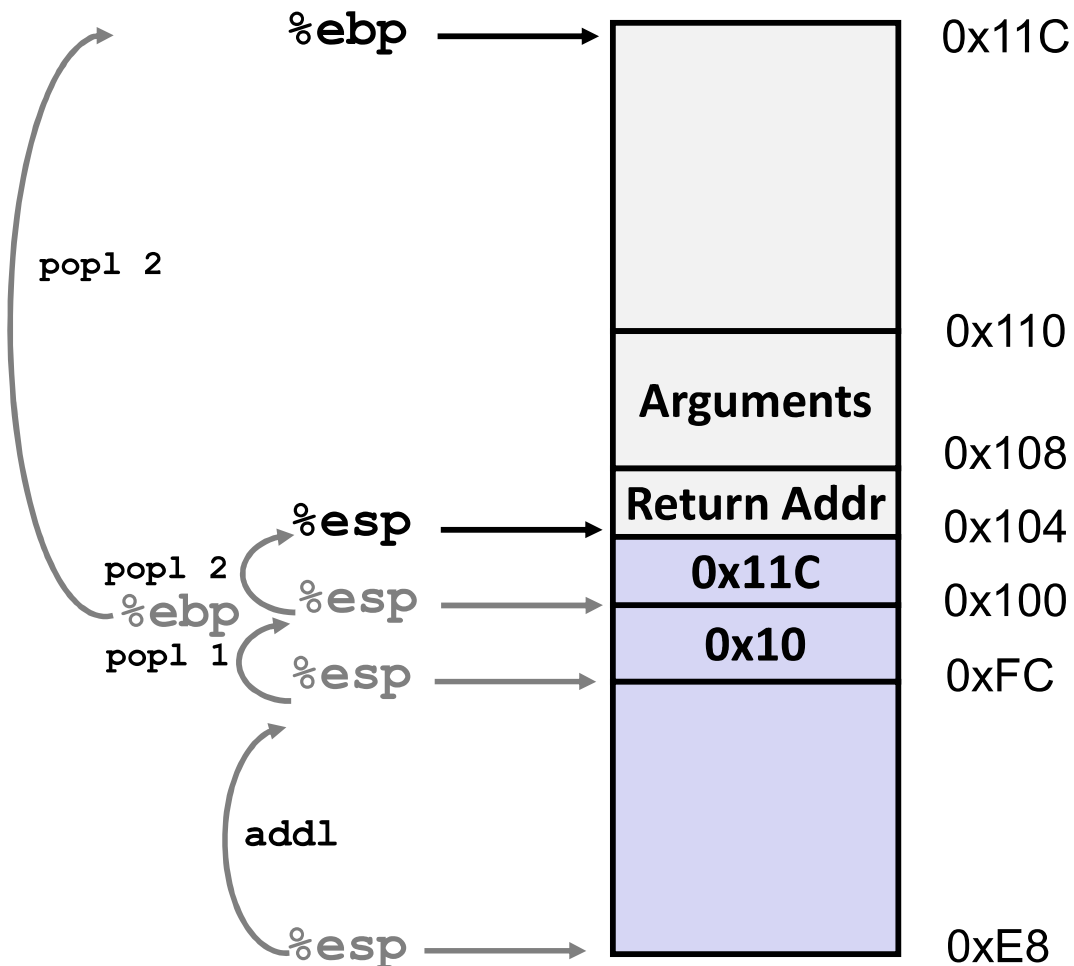 %ebp
0x11C
popl 2
0x110
Arguments
0x108
Return Addr
%esp
0x104
popl 2
0x11C
%ebp
%esp
0x100
popl 1
0x10
%esp
0xFC
addl
%esp
0xE8